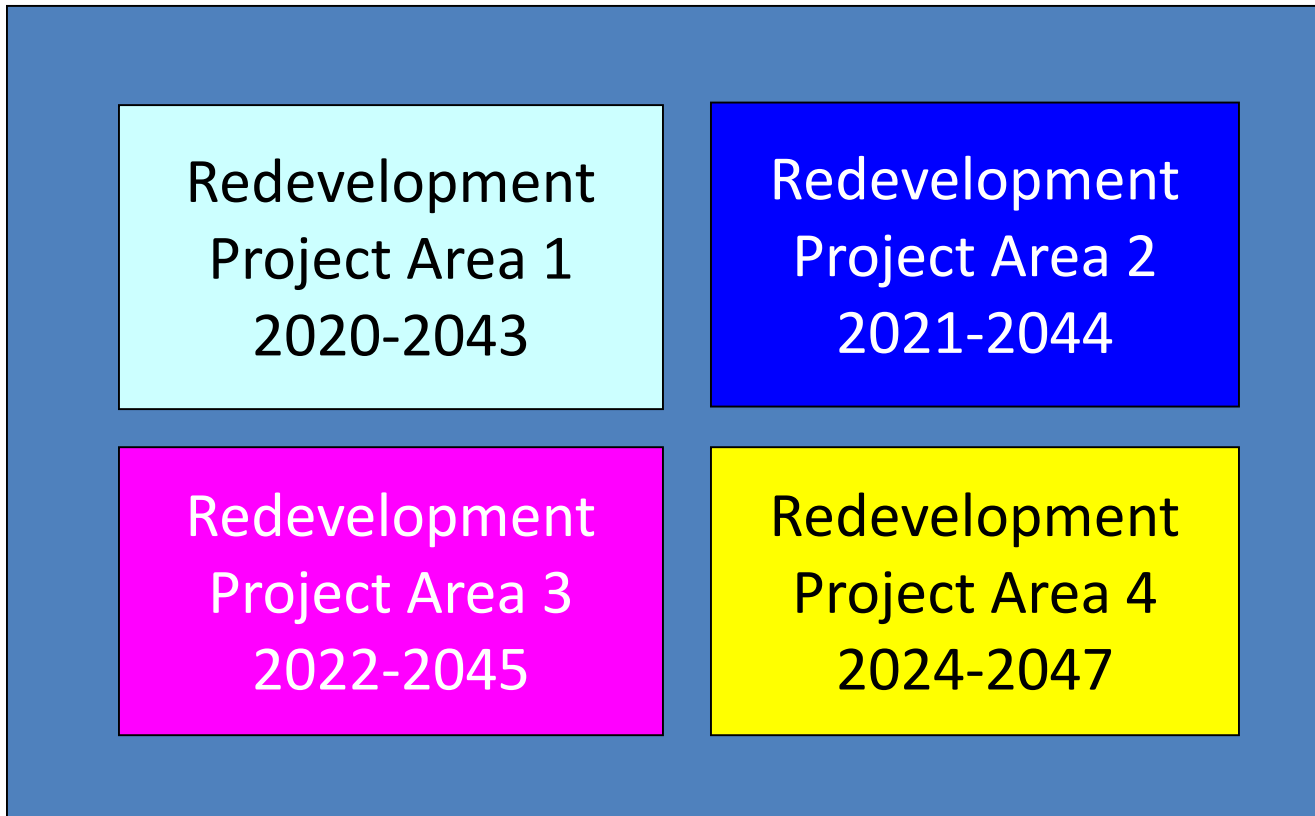 Redevelopment
Project Area 1
2020-2043
Redevelopment
Project Area 2
2021-2044
Redevelopment
Project Area 3
2022-2045
Redevelopment
Project Area 4
2024-2047